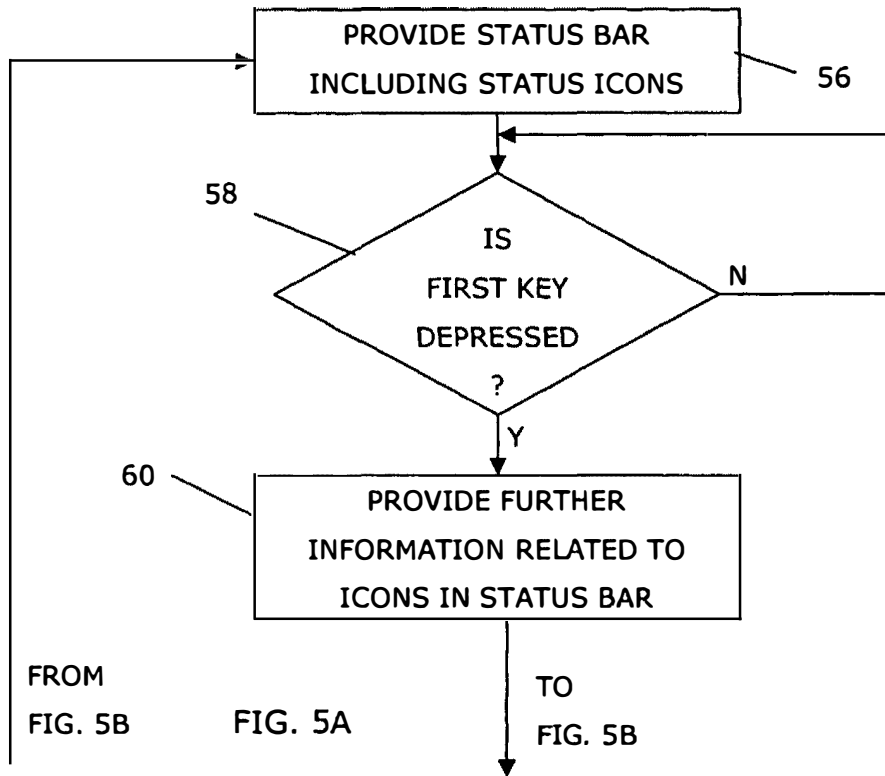 PROVIDE STATUS BAR
INCLUDING STATUS ICONS
56
58
IS
FIRST KEY
DEPRESSED
?
N
Y
60
PROVIDE FURTHER
INFORMATION RELATED TO
ICONS IN STATUS BAR
FROM
FIG. 5B
FIG. 5A
TO
FIG. 5B